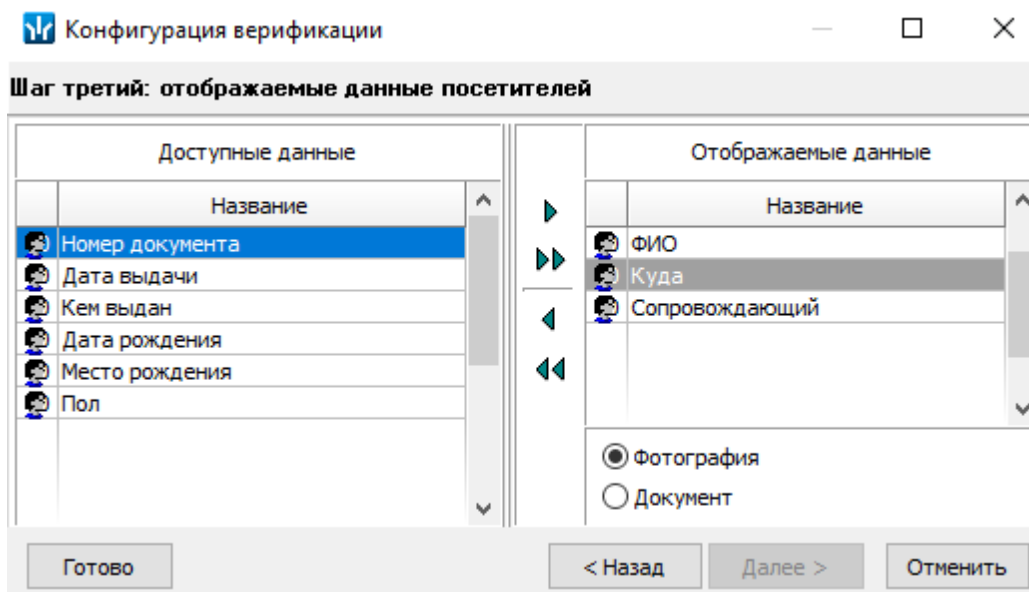 Конфигурация верификации
Шаг третий: отображаемые данные посетителей
Доступные данные
Название
Номер документа
Дата выдачи
Кем выдан
Дата рождения
Место рождения
Пол
Отображаемые данные
Название
ФИО
Куда
Сопровождающий
Фотография
Документ
Готово
< Назад
Далее >
Отменить